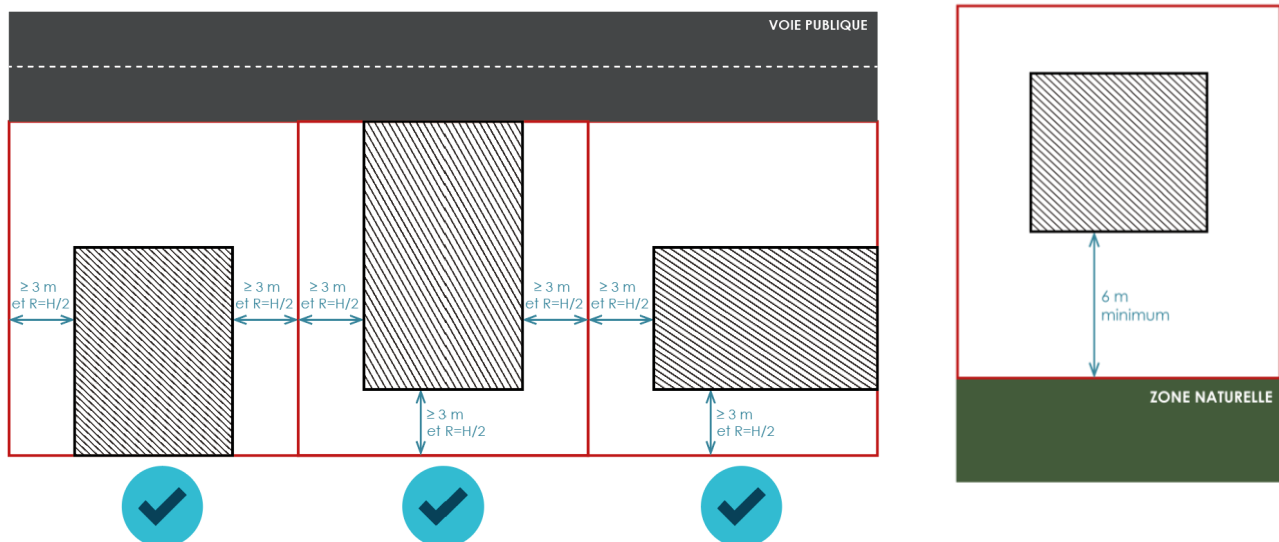 VOIE PUBLIQUE
≥ 3 m
et R=H/2
≥ 3 m
et R=H/2
≥ 3 m
et R=H/2
≥ 3 m
et R=H/2
≥ 3 m
et R=H/2
≥ 3 m
et R=H/2
≥ 3 m
et R=H/2
6 m
minimum
ZONE NATURELLE